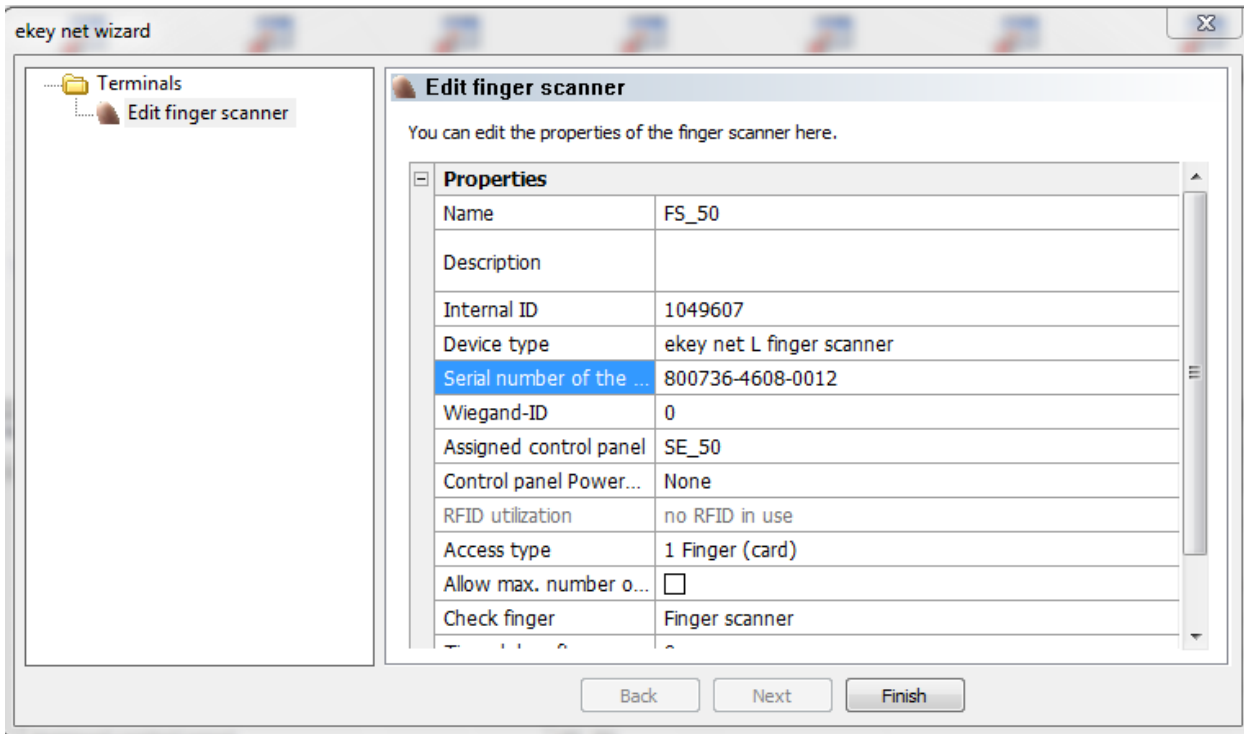 ekey net wizard
Terminals
Edit finger scanner
Edit finger scanner
You can edit the properties of the finger scanner here.
Properties
Name FS_50
Description
Internal ID 1049607
Device type ekey net L finger scanner
Serial number of the ... 800736-4608-0012
Wiegand-ID 0
Assigned control panel SE_50
Control panel Power... None
RFID utilization no RFID in use
Access type 1 Finger (card)
Allow max. number o...
Check finger Finger scanner
Back Next Finish